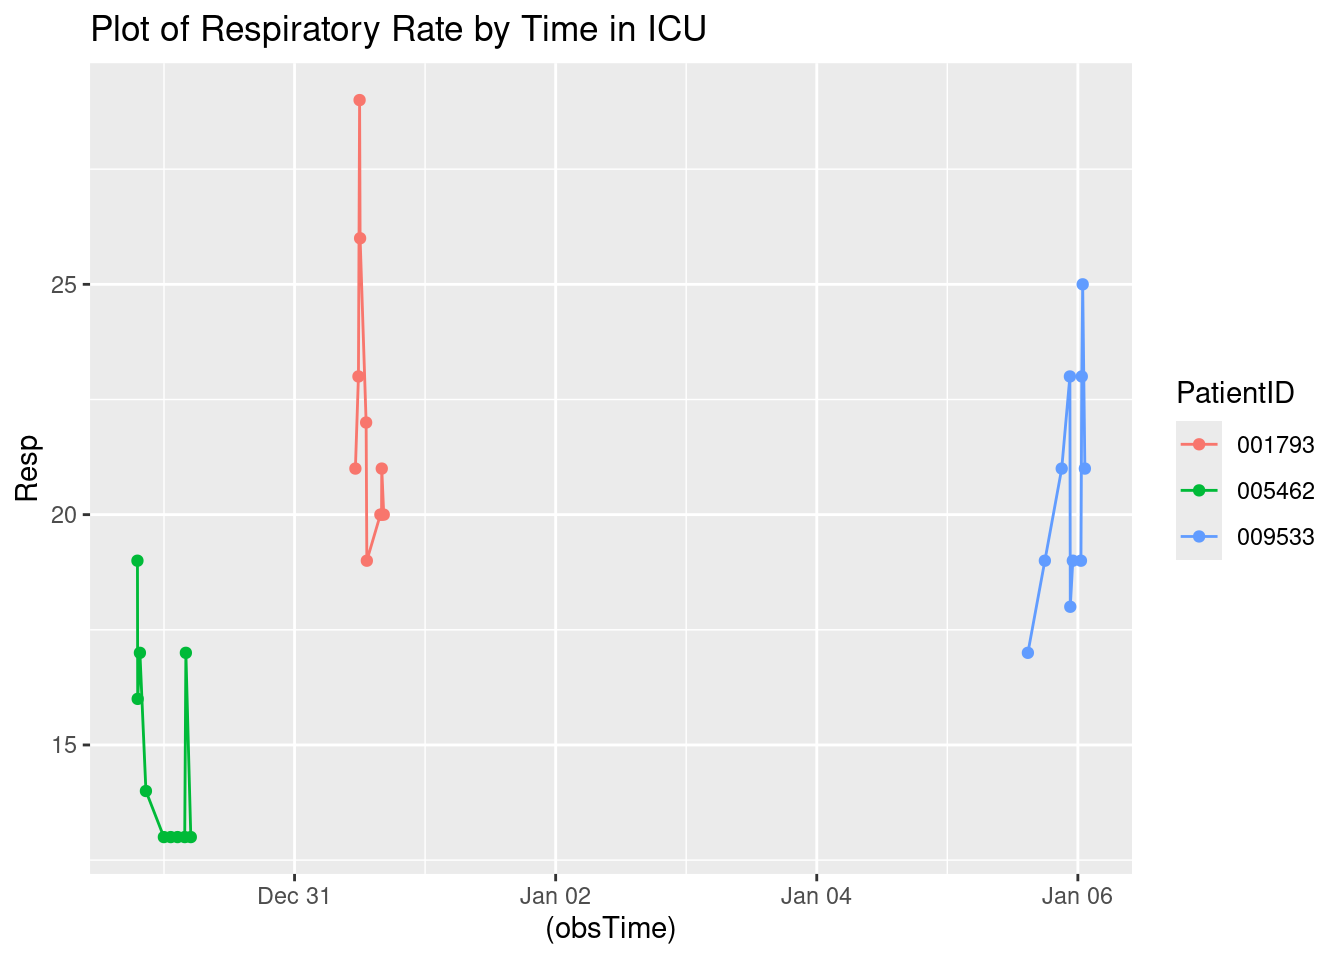 Plot of Respiratory Rate by Time in ICU
Resp
25
20
15
Dec 31
Jan 02
Jan 04
Jan 06
(obsTime)
PatientID
001793
005462
009533